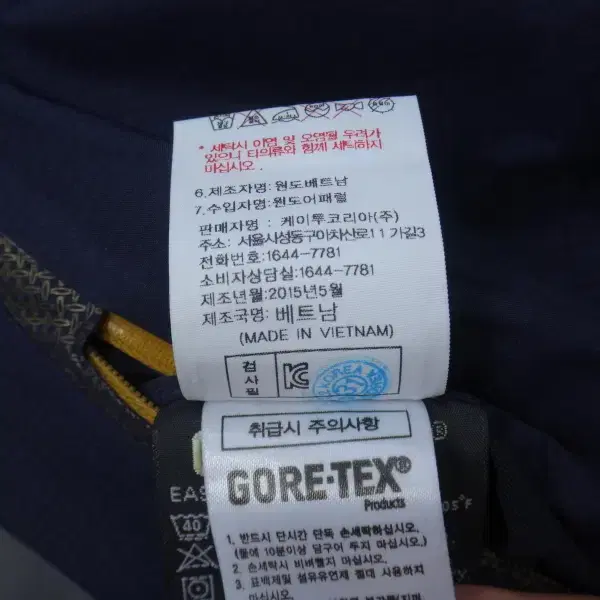 * 세탁시 이염 및 오염될 우려가
있으니 타의류와 함께 세탁하지
마십시오.
6.제조자명:원도베트남
7.수입자명:원도어패럴
판매자명 : 케이투코리아(주)
주소: 서울시성동구아차산로11가길3
전화번호:1644-7781
소비자상담실:1644-7781
제조년월:2015년5월
제조국명:베트남
(MADE IN VIETNAM)
검사필
KOREA
취급시 주의사항
GORE-TEX®
Products
EAS
40
05°F
1. 반드시 단시간 단독 손세탁하십시오.
(물에 10분이상 담구어 두지 마십시오.)
2. 세탁시 비벼빨지 마십시오.
3. 표백제및 섬유유연제 절대 사용하지
마십시오.